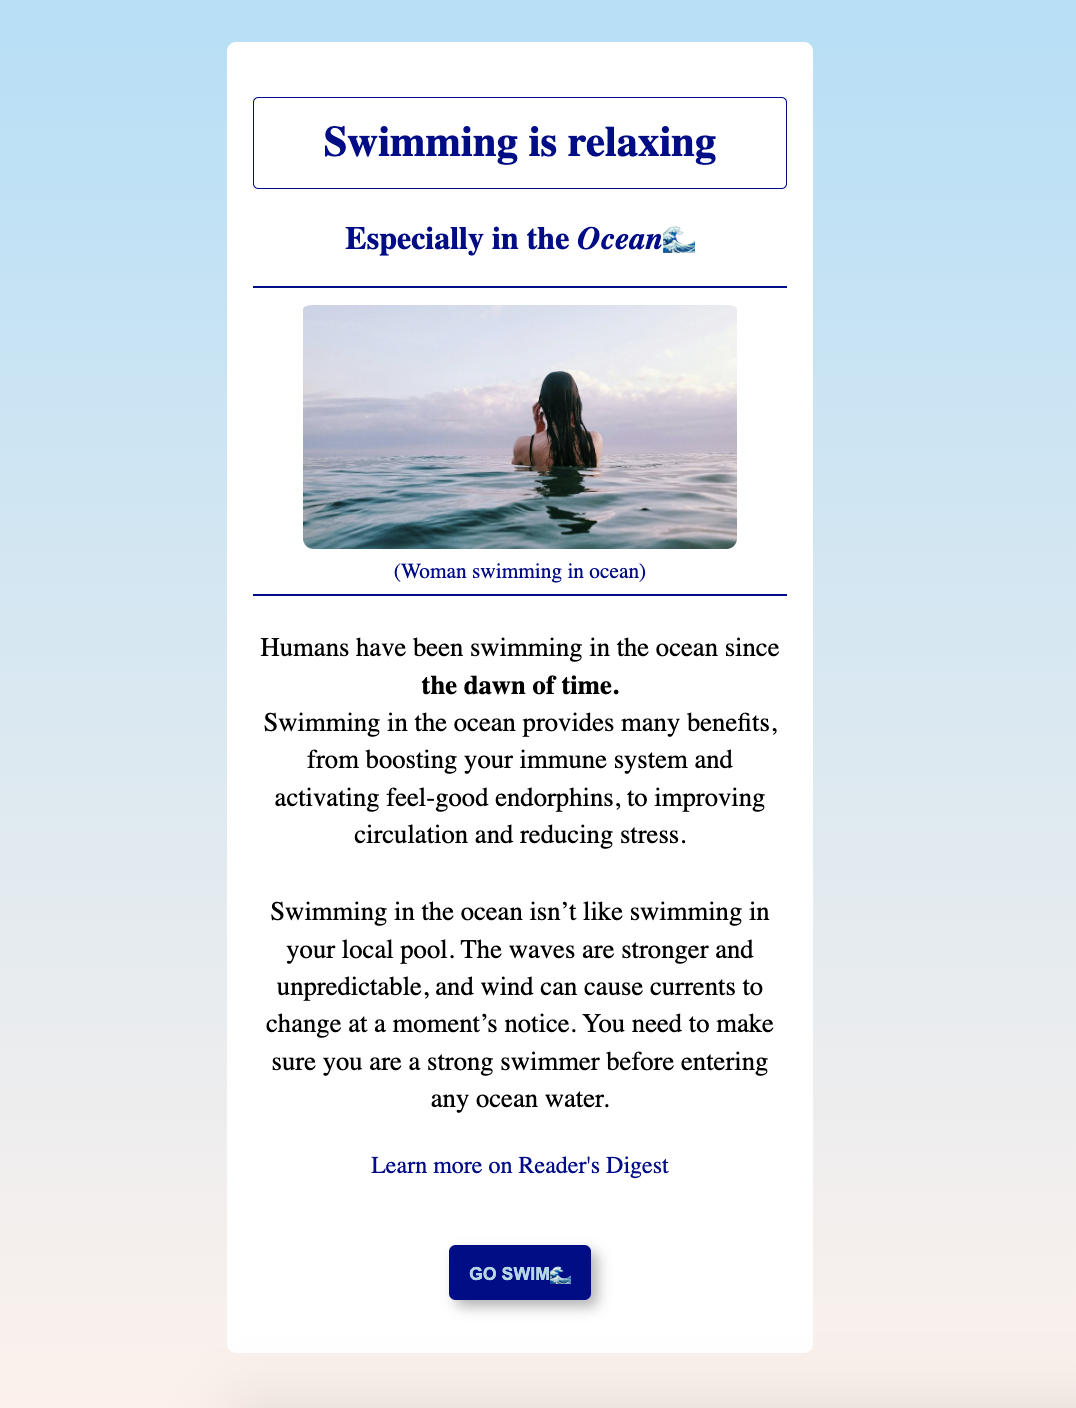 Swimming is relaxing
Especially in the Ocean🌊
(Woman swimming in ocean)
Humans have been swimming in the ocean since
the dawn of time.
Swimming in the ocean provides many benefits,
from boosting your immune system and
activating feel-good endorphins, to improving
circulation and reducing stress.
Swimming in the ocean isn’t like swimming in
your local pool. The waves are stronger and
unpredictable, and wind can cause currents to
change at a moment’s notice. You need to make
sure you are a strong swimmer before entering
any ocean water.
Learn more on Reader's Digest
GO SWIM🌊